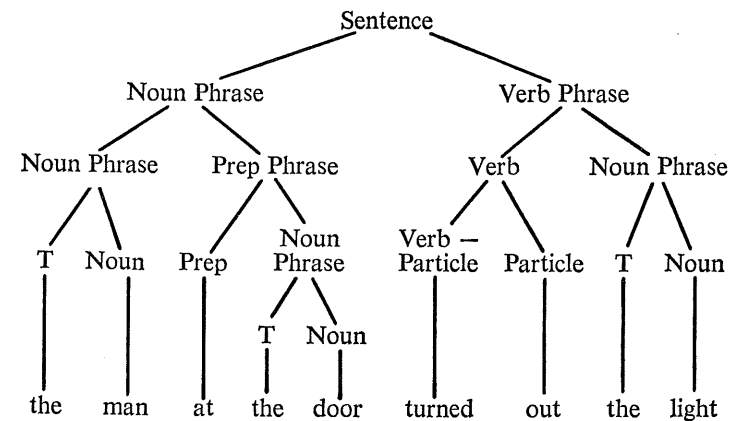 Sentence
Noun Phrase Verb Phrase
Noun Phrase Prep Phrase Verb Noun Phrase
Noun Verb –
T Noun Prep Phrase Particle Particle T Noun
T Noun
the man at the door turned out the light